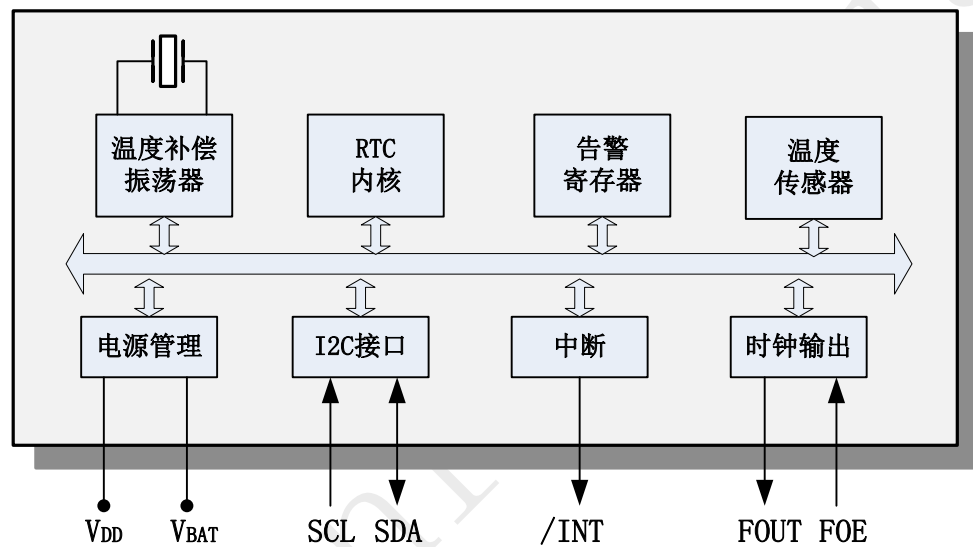 温度补偿
振荡器
RTC
内核
告警
寄存器
温度
传感器
电源管理
I2C接口
中断
时钟输出
VDD
VBAT
SCL
SDA
/INT
FOUT
FOE